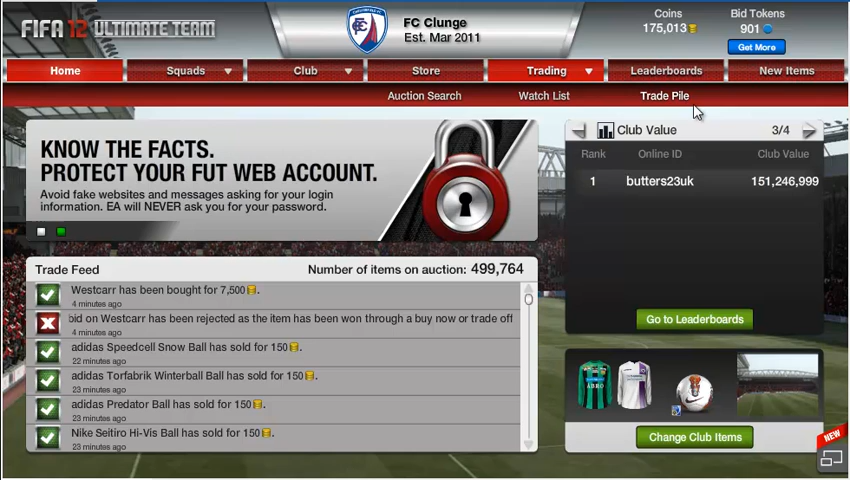 FIFA 12 ULTIMATE TEAM
FC Clunge
Est. Mar 2011
Coins
175,013
Bid Tokens
901
Get More
Home
Squads
Club
Store
Trading
Leaderboards
New Items
Auction Search
Watch List
Trade Pile
KNOW THE FACTS.
PROTECT YOUR FUT WEB ACCOUNT.
Avoid fake websites and messages asking for your login
information. EA will NEVER ask you for your password.
Club Value
3/4
Rank Online ID Club Value
1 butters23uk 151,246,999
Go to Leaderboards
Trade Feed Number of items on auction: 499,764
Westcarr has been bought for 7,500.
4 minutes ago
bid on Westcarr has been rejected as the item has been won through a buy now or trade off
4 minutes ago
adidas Speedcell Snow Ball has sold for 150.
22 minutes ago
adidas Torfabrik Winterball Ball has sold for 150.
23 minutes ago
adidas Predator Ball has sold for 150.
23 minutes ago
Nike Seitiro Hi-Vis Ball has sold for 150.
23 minutes ago
Change Club Items
NEW